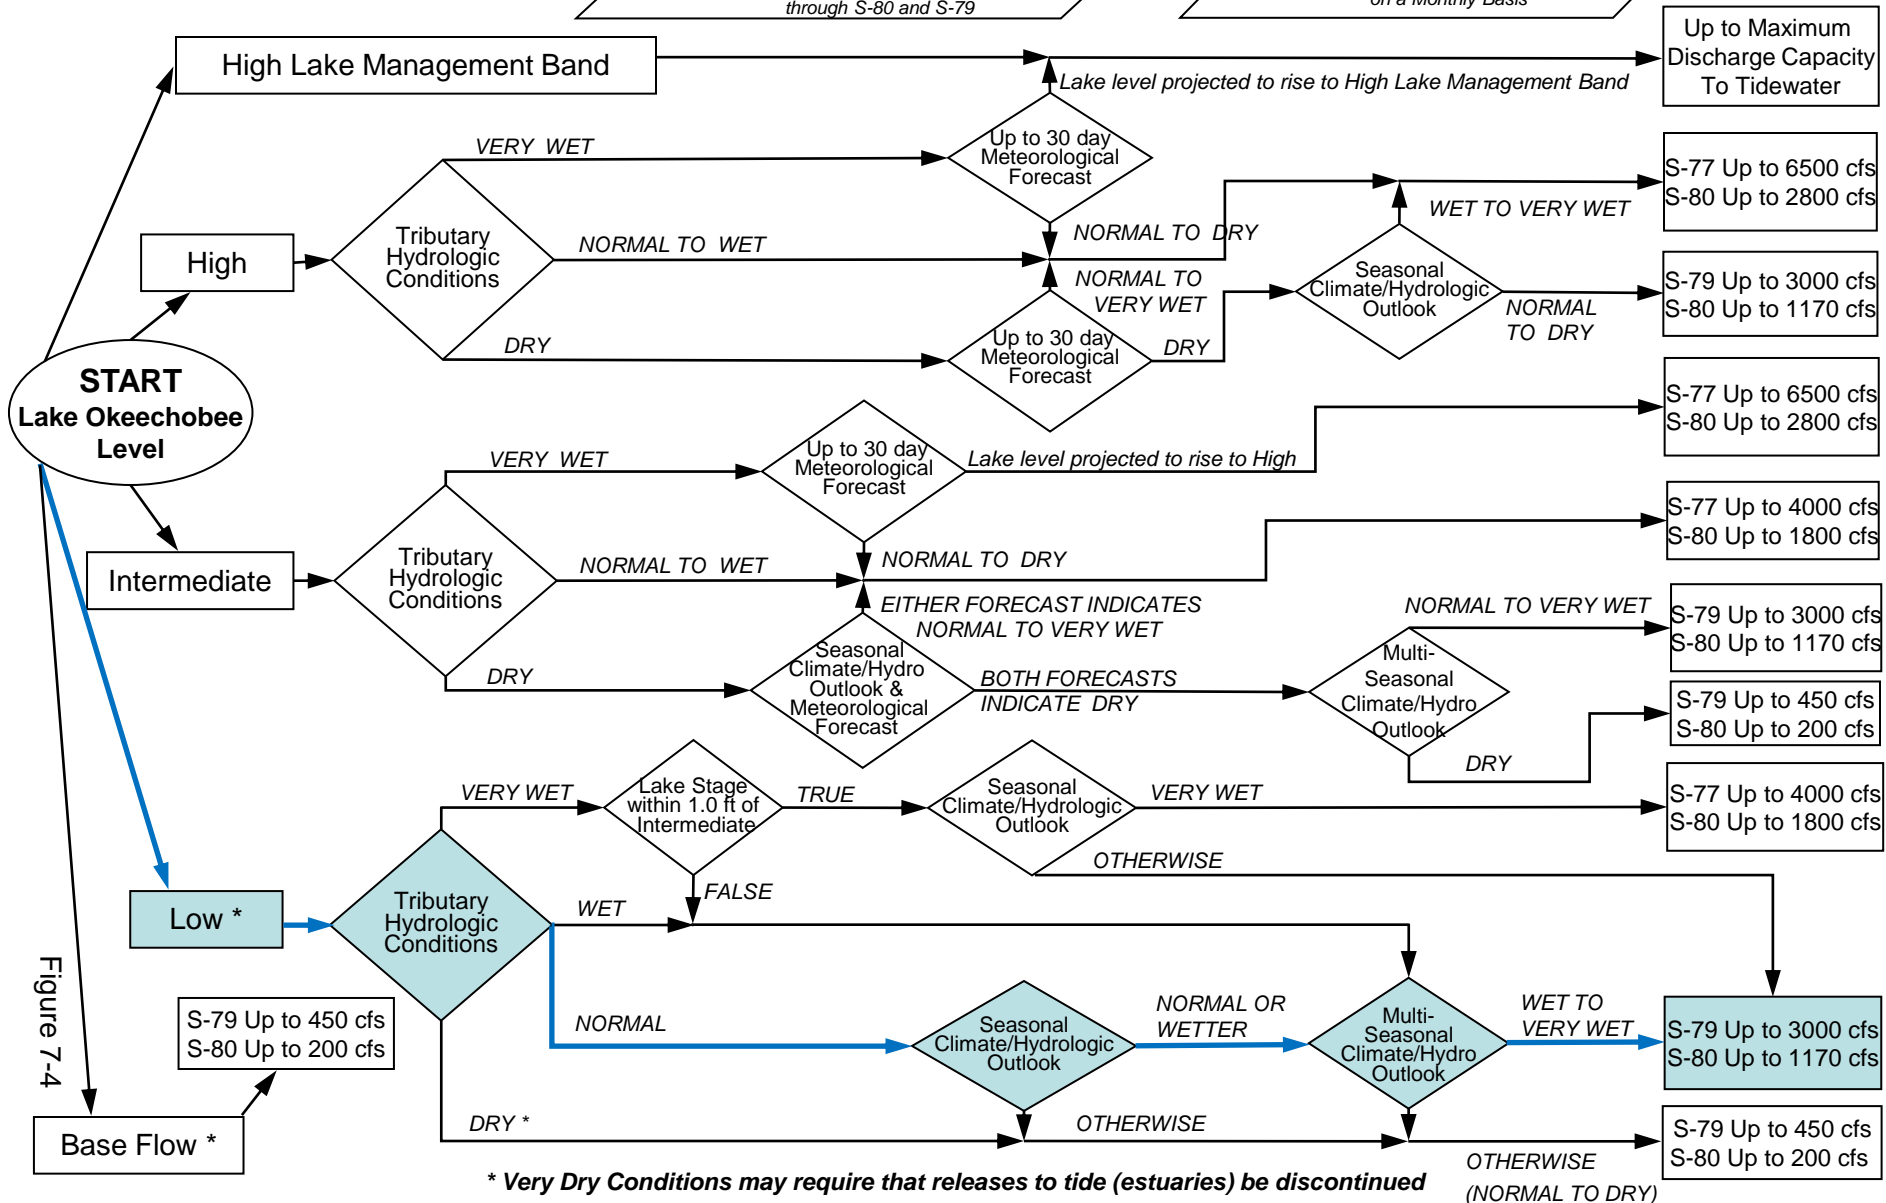 through S-80 and S-79
on a Monthly Basis
High Lake Management Band
Lake level projected to rise to High Lake Management Band
Up to Maximum
Discharge Capacity
To Tidewater
VERY WET
Up to 30 day
Meteorological
Forecast
S-77 Up to 6500 cfs
S-80 Up to 2800 cfs
WET TO VERY WET
High
Tributary
Hydrologic
Conditions
NORMAL TO WET
NORMAL TO DRY
NORMAL TO
VERY WET
Seasonal
Climate/Hydrologic
Outlook
NORMAL
TO DRY
S-79 Up to 3000 cfs
S-80 Up to 1170 cfs
DRY
Up to 30 day
Meteorological
Forecast
DRY
START
Lake Okeechobee
Level
S-77 Up to 6500 cfs
S-80 Up to 2800 cfs
VERY WET
Up to 30 day
Meteorological
Forecast
Lake level projected to rise to High
S-77 Up to 4000 cfs
S-80 Up to 1800 cfs
Intermediate
Tributary
Hydrologic
Conditions
NORMAL TO WET
NORMAL TO DRY
EITHER FORECAST INDICATES
NORMAL TO VERY WET
NORMAL TO VERY WET
S-79 Up to 3000 cfs
S-80 Up to 1170 cfs
DRY
Seasonal
Climate/Hydro
Outlook &
Meteorological
Forecast
BOTH FORECASTS
INDICATE DRY
Multi-
Seasonal
Climate/Hydro
Outlook
DRY
S-79 Up to 450 cfs
S-80 Up to 200 cfs
VERY WET
Lake Stage
within 1.0 ft of
Intermediate
TRUE
Seasonal
Climate/Hydrologic
Outlook
VERY WET
S-77 Up to 4000 cfs
S-80 Up to 1800 cfs
OTHERWISE
FALSE
Low *
Tributary
Hydrologic
Conditions
WET
NORMAL
Seasonal
Climate/Hydrologic
Outlook
NORMAL OR
WETTER
Multi-
Seasonal
Climate/Hydro
Outlook
WET TO
VERY WET
S-79 Up to 3000 cfs
S-80 Up to 1170 cfs
Figure 7-4
S-79 Up to 450 cfs
S-80 Up to 200 cfs
Base Flow *
DRY *
OTHERWISE
S-79 Up to 450 cfs
S-80 Up to 200 cfs
OTHERWISE
(NORMAL TO DRY)
* Very Dry Conditions may require that releases to tide (estuaries) be discontinued